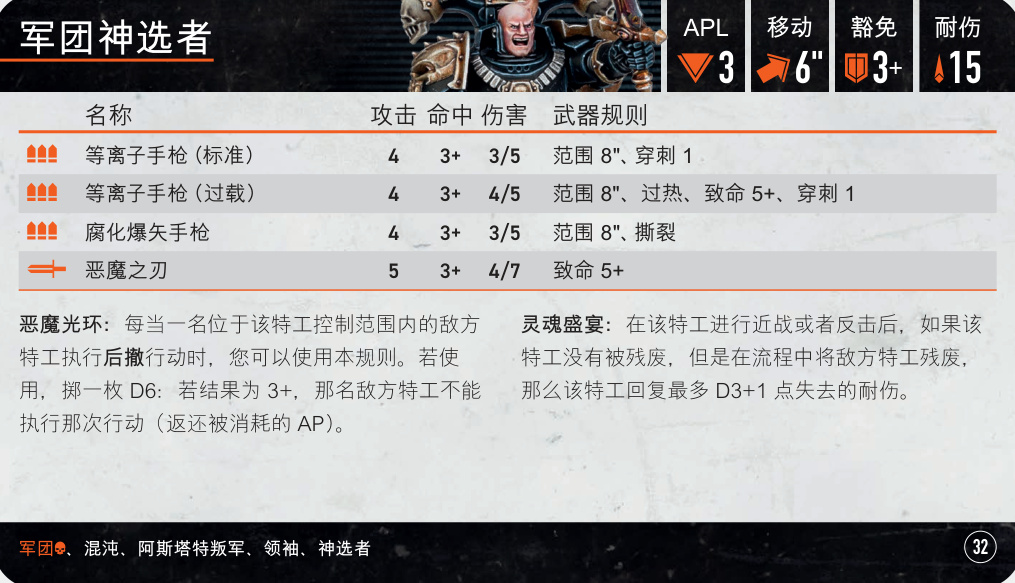 军团神选者
APL 移动 豁免 耐伤
3 6" 3+ 15
名称 攻击 命中 伤害 武器规则
等离子手枪（标准） 4 3+ 3/5 范围 8"、穿刺 1
等离子手枪（过载） 4 3+ 4/5 范围 8"、过热、致命 5+、穿刺 1
腐化爆矢手枪 4 3+ 3/5 范围 8"、撕裂
恶魔之刃 5 3+ 4/7 致命 5+
恶魔光环：每当一名位于该特工控制范围内的敌方
特工执行后撤行动时，您可以使用本规则。若使
用，掷一枚 D6：若结果为 3+，那名敌方特工不能
执行那次行动（返还被消耗的 AP）。
灵魂盛宴：在该特工进行近战或者反击后，如果该
特工没有被残废，但是在流程中将敌方特工残废，
那么该特工回复最多 D3+1 点失去的耐伤。
军团、混沌、阿斯塔特叛军、领袖、神选者
32